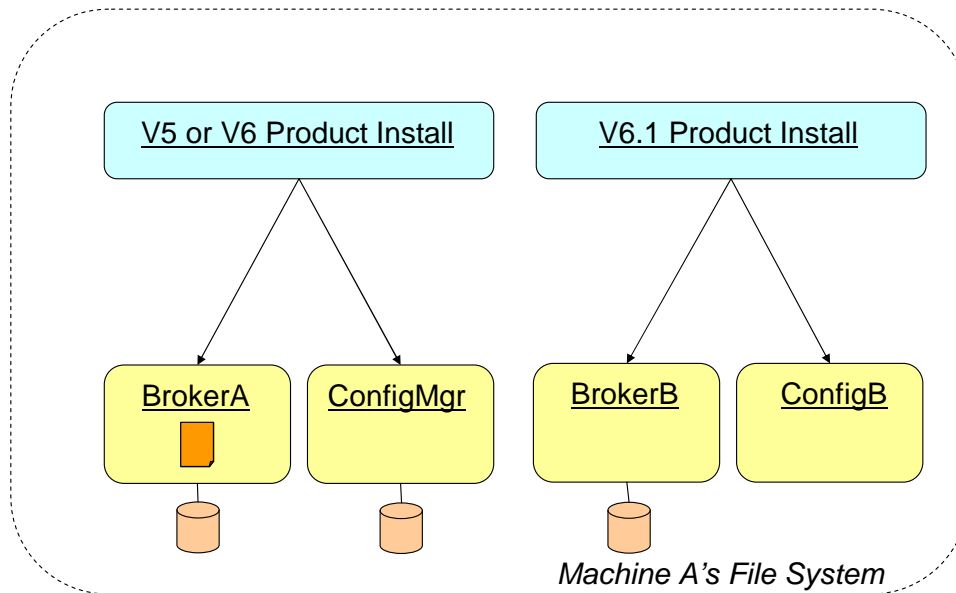 V5 or V6 Product Install
V6.1 Product Install
BrokerA
ConfigMgr
BrokerB
ConfigB
Machine A's File System